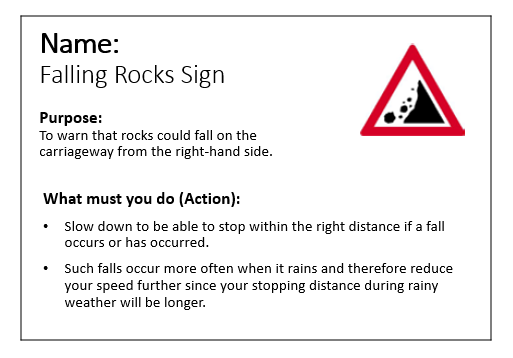 Name:
Falling Rocks Sign
Purpose:
To warn that rocks could fall on the
carriageway from the right-hand side.
What must you do (Action):
• Slow down to be able to stop within the right distance if a fall
occurs or has occurred.
• Such falls occur more often when it rains and therefore reduce
your speed further since your stopping distance during rainy
weather will be longer.